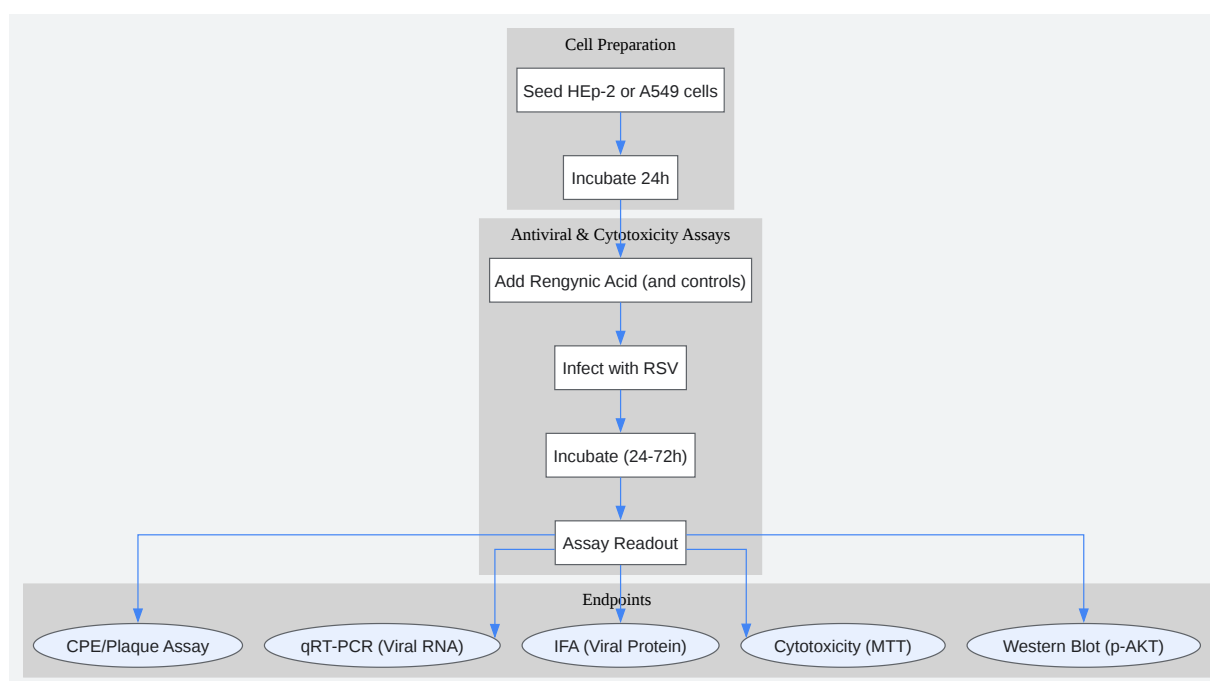 Cell Preparation
Seed HEp-2 or A549 cells
Incubate 24h
Antiviral & Cytotoxicity Assays
Add Rengynic Acid (and controls)
Infect with RSV
Incubate (24-72h)
Assay Readout
Endpoints
CPE/Plaque Assay
qRT-PCR (Viral RNA)
IFA (Viral Protein)
Cytotoxicity (MTT)
Western Blot (p-AKT)